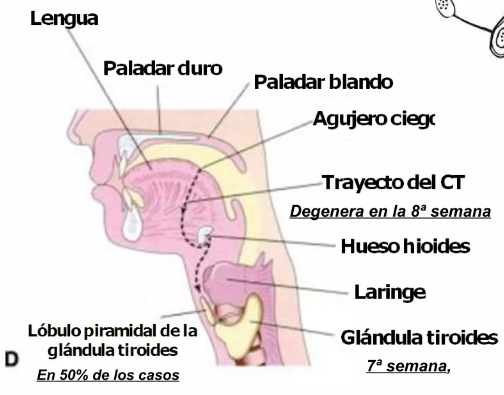 Lengua
Paladar duro
Paladar blando
Agujero ciego
Trayecto del CT
Degenera en la 8ª semana
Hueso hioides
Laringe
Lóbulo piramidal de la
glándula tiroides
En 50% de los casos
Glándula tiroides
7ª semana,
D